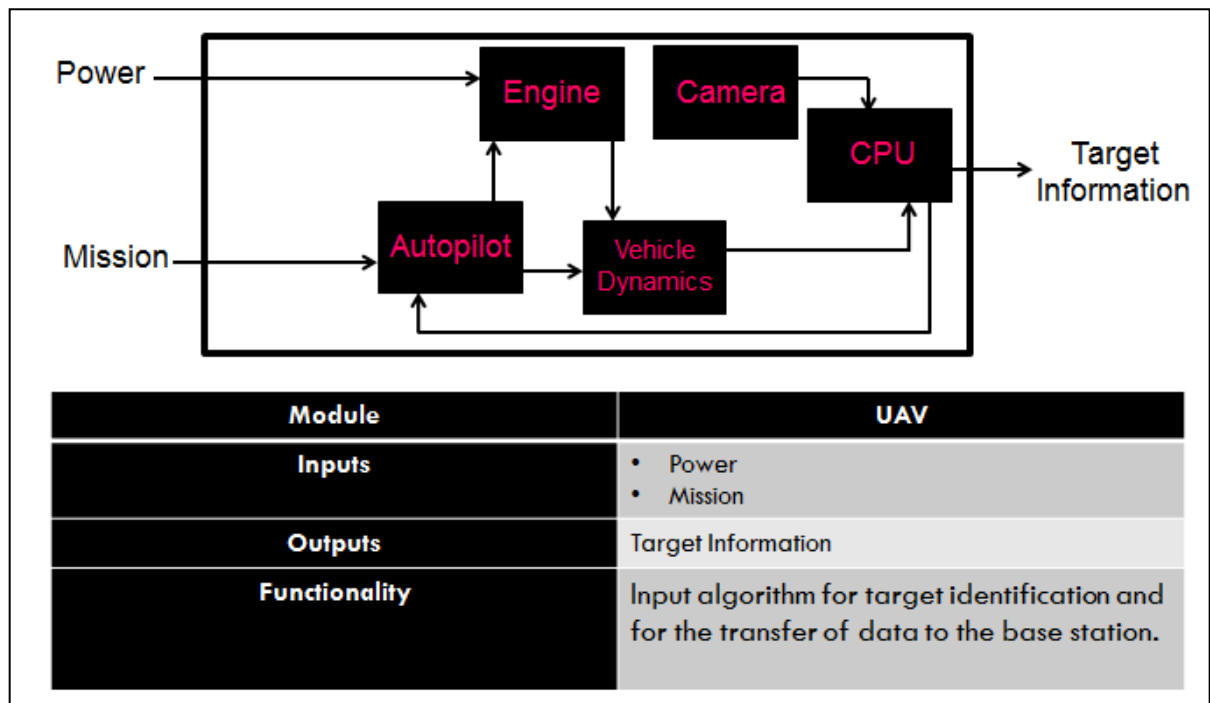 Power
Engine
Camera
CPU
Target
Information
Mission
Autopilot
Vehicle
Dynamics
Module
UAV
Inputs
• Power
• Mission
Outputs
Target Information
Functionality
Input algorithm for target identification and
for the transfer of data to the base station.